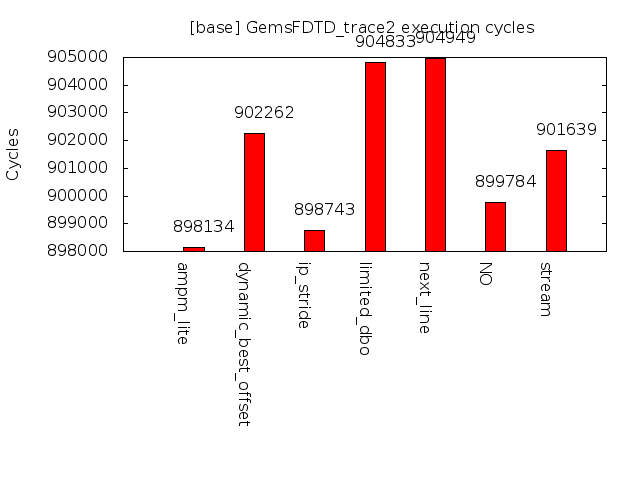 [base] GemsFDTD_trace2 execution cycles
Cycles
905000
904000
903000
902000
901000
900000
899000
898000
898134
902262
898743
904833
904949
899784
901639
ampm_lite
dynamic_best_offset
ip_stride
limited_dbo
next_line
NO
stream